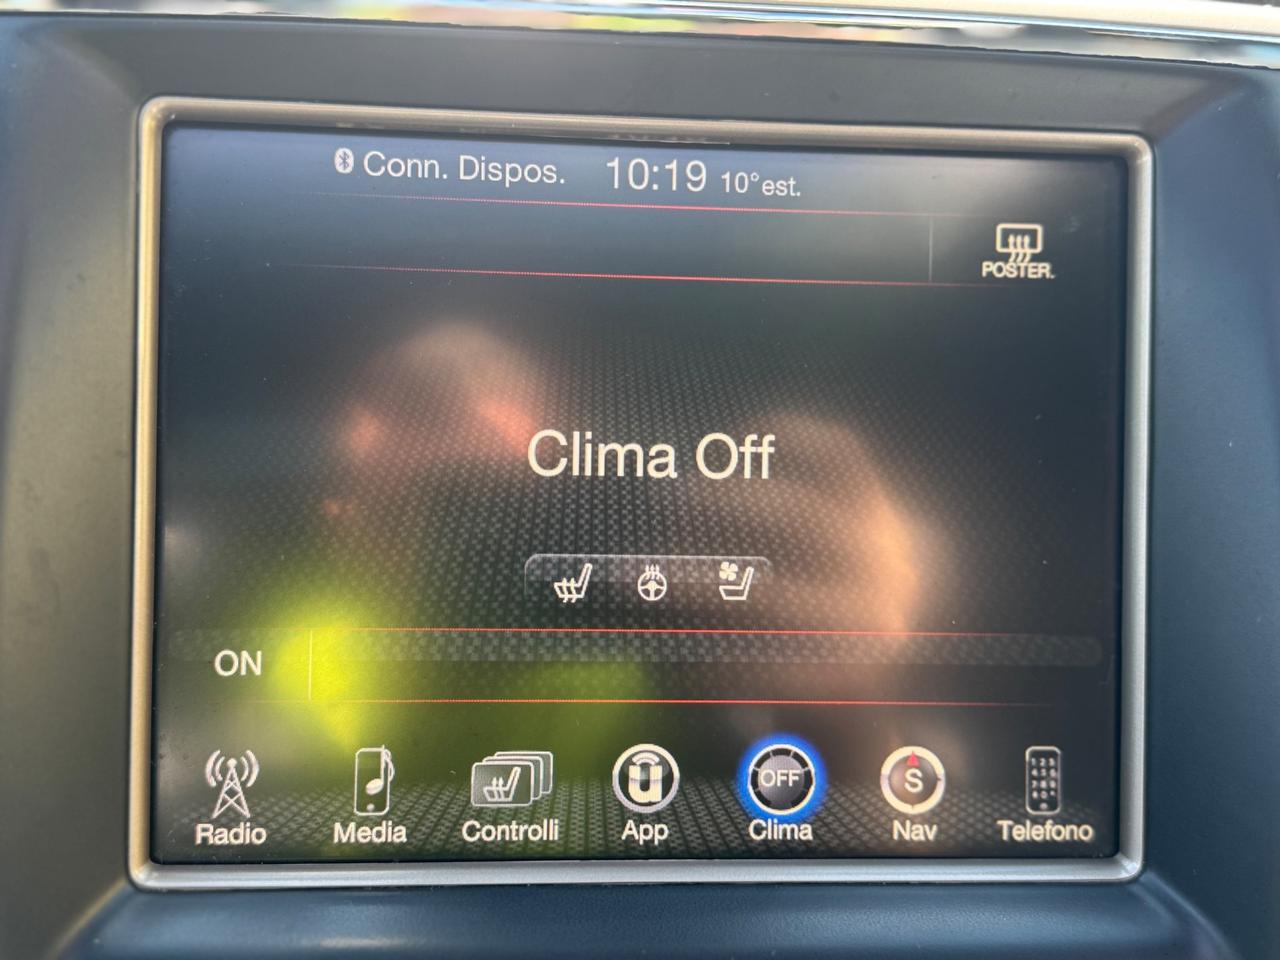 Conn. Dispos. 10:19 10°est.
POSTER.
Clima Off
ON
OFF
S
Radio Media Controlli App Clima Nav Telefono